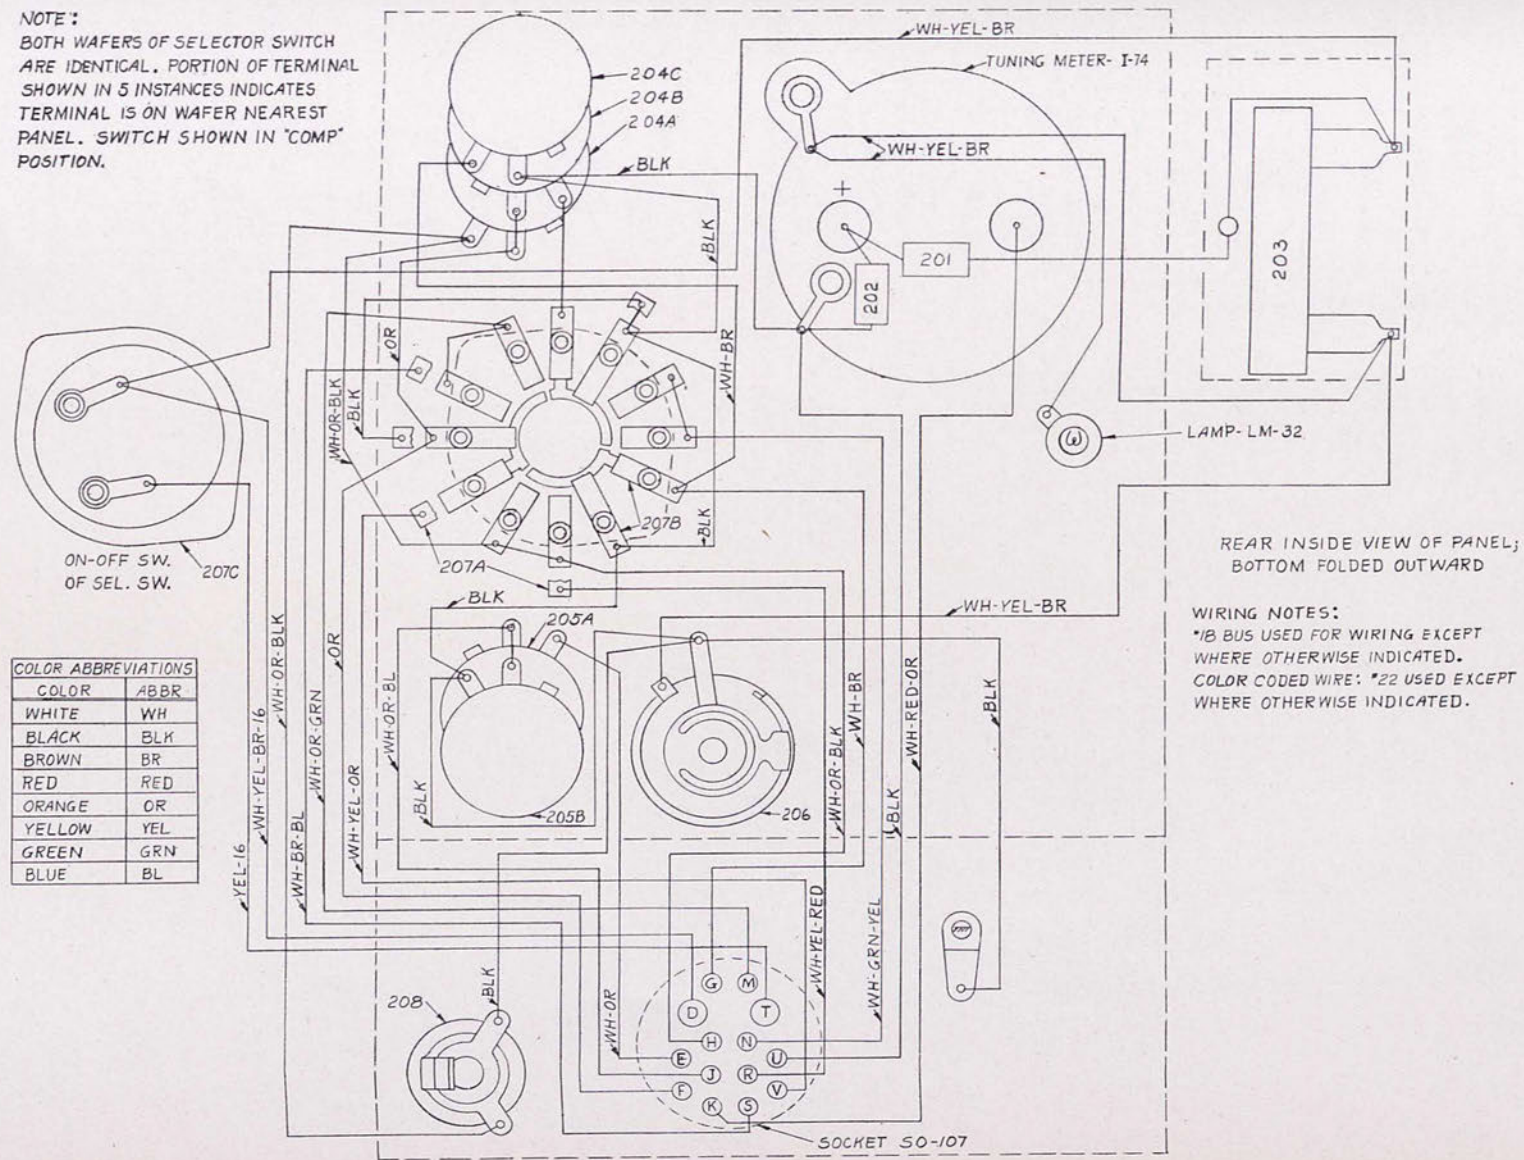 NOTE:
BOTH WAFERS OF SELECTOR SWITCH
ARE IDENTICAL. PORTION OF TERMINAL
SHOWN IN 5 INSTANCES INDICATES
TERMINAL IS ON WAFER NEAREST
PANEL. SWITCH SHOWN IN "COMP"
POSITION.
204C
204B
204A
BLK
WH-YEL-BR
TUNING METER- I-74
WH-YEL-BR
BLK
+
201
202
203
OR
WH-OR-BLK
BLK
WH-BR
LAMP-LM-32
207B
BLK
207A
ON-OFF SW.
OF SEL. SW.
207C
REAR INSIDE VIEW OF PANEL;
BOTTOM FOLDED OUTWARD
WIRING NOTES:
"18 BUS USED FOR WIRING EXCEPT
WHERE OTHERWISE INDICATED.
COLOR CODED WIRE: "22 USED EXCEPT
WHERE OTHERWISE INDICATED.
BLK
205A
WH-YEL-BR
COLOR ABBREVIATIONS
COLOR ABBR
WHITE WH
BLACK BLK
BROWN BR
RED RED
ORANGE OR
YELLOW YEL
GREEN GRN
BLUE BL
YEL-16
WH-YEL-BR-16
WH-OR-BLK
WH-BR-BL
WH-OR-GRN
OR
WH-YEL-OR
WH-OR-BL
BLK
205B
206
WH-OR-BLK
WH-BR
BLK
WH-RED-OR
BLK
WH-YEL-RED
WH-GRN-YEL
208
BLK
WH-OR
G
M
D
T
H
N
E
U
J
R
F
V
K
S
SOCKET SO-107